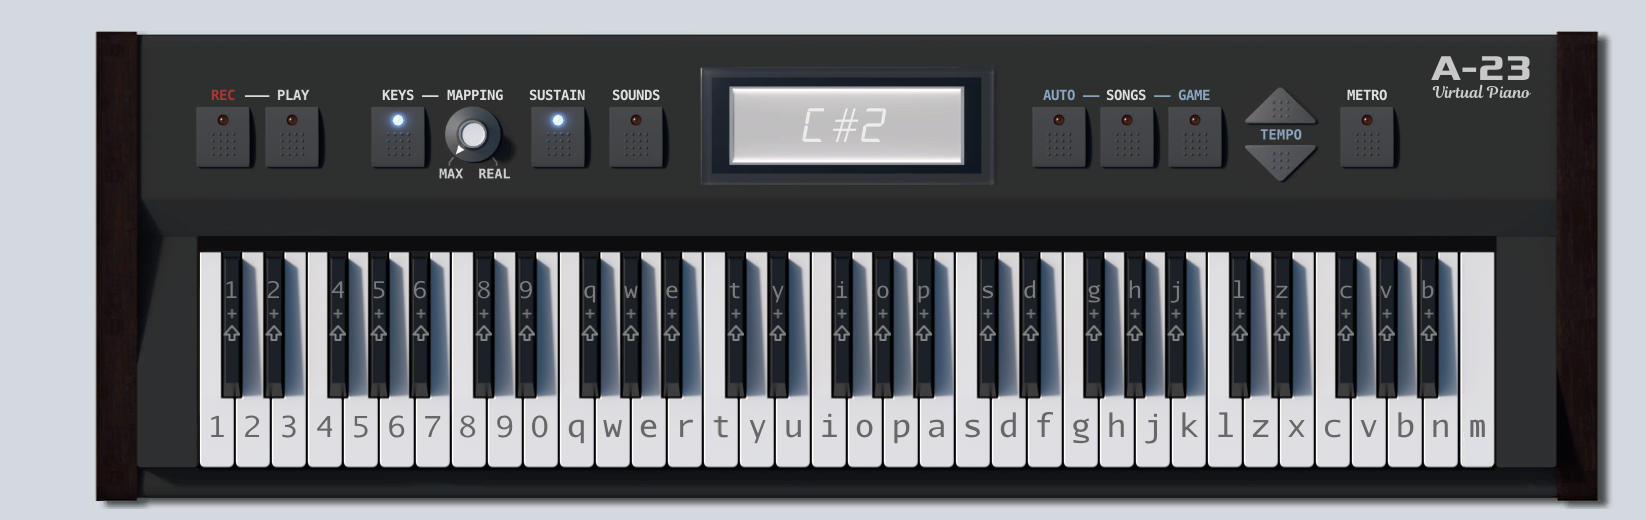 A-23
Virtual Piano
REC PLAY KEYS MAPPING SUSTAIN SOUNDS AUTO SONGS GAME METRO
C#2
TEMPO
MAX REAL
1 2 4 5 6 8 9 q w e t y i o p s d g h j l z c v b
+ + + + + + + + + + + + + + + + + + + + + + + + +
1 2 3 4 5 6 7 8 9 0 q w e r t y u i o p a s d f g h j k l z x c v b n m